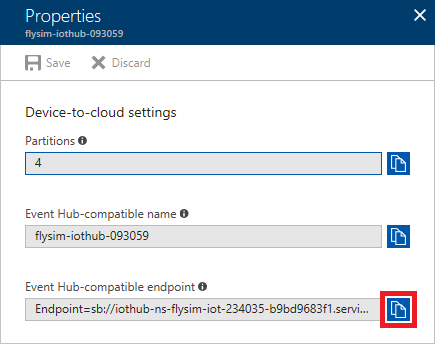 Properties
flysim-iothub-093059
Save Discard
Device-to-cloud settings
Partitions
4
Event Hub-compatible name
flysim-iothub-093059
Event Hub-compatible endpoint
Endpoint=sb://iothub-ns-flysim-iot-234035-b9bd9683f1.servi...